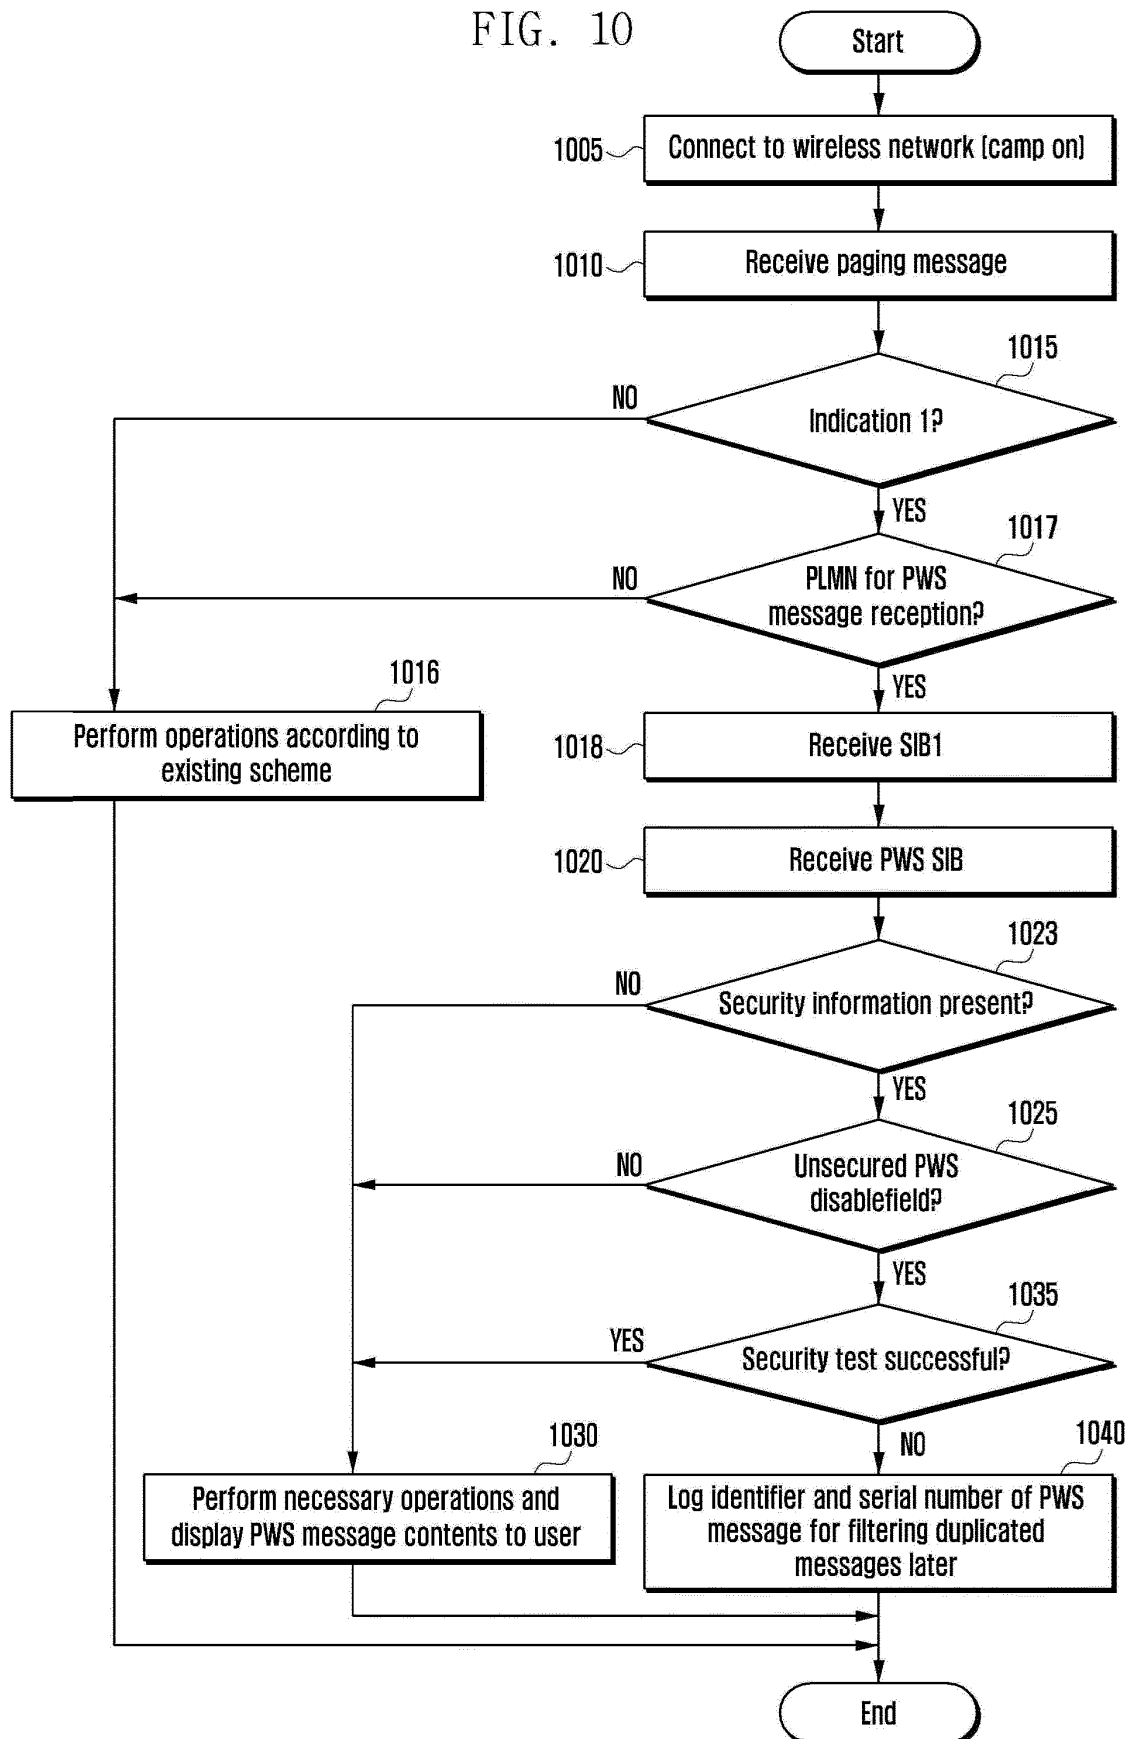 FIG. 10
Start
1005
Connect to wireless network (camp on)
1010
Receive paging message
1015
Indication 1?
NO
YES
1017
PLMN for PWS
message reception?
NO
YES
1016
Perform operations according to
existing scheme
1018
Receive SIB1
1020
Receive PWS SIB
1023
Security information present?
NO
YES
1025
Unsecured PWS
disablefield?
NO
YES
1035
Security test successful?
YES
NO
1030
Perform necessary operations and
display PWS message contents to user
1040
Log identifier and serial number of PWS
message for filtering duplicated
messages later
End